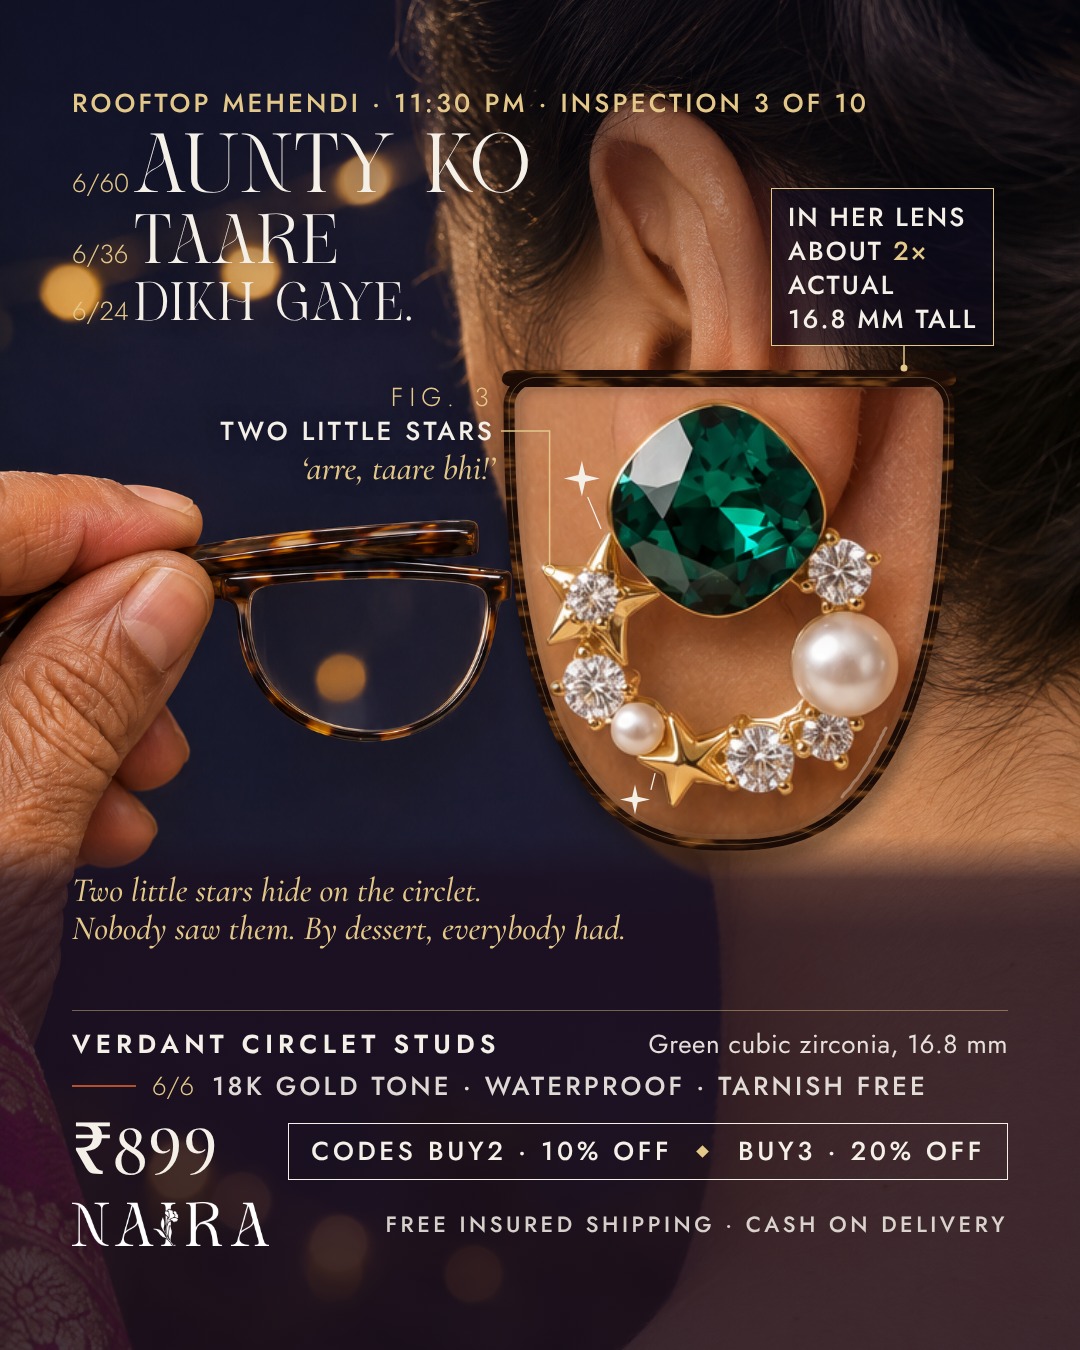 ROOFTOP MEHENDI · 11:30 PM · INSPECTION 3 OF 10
6/60 AUNTY KO
6/36 TAARE
6/24 DIKH GAYE.
IN HER LENS
ABOUT 2×
ACTUAL
16.8 MM TALL
FIG. 3
TWO LITTLE STARS
‘arre, taare bhi!’
Two little stars hide on the circlet.
Nobody saw them. By dessert, everybody had.
VERDANT CIRCLET STUDS
Green cubic zirconia, 16.8 mm
6/6 18K GOLD TONE · WATERPROOF · TARNISH FREE
₹899
CODES BUY2 · 10% OFF ◆ BUY3 · 20% OFF
NAIRA
FREE INSURED SHIPPING · CASH ON DELIVERY